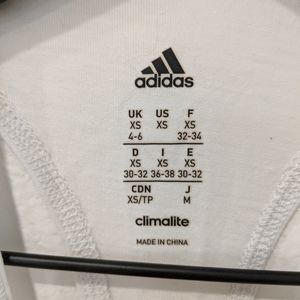 adidas
UK US F
XS XS XS
4-6 32-34
D I E
XS XS XS
30-32 36-38 30-32
CDN J
XS/TP M
climalite
MADE IN CHINA